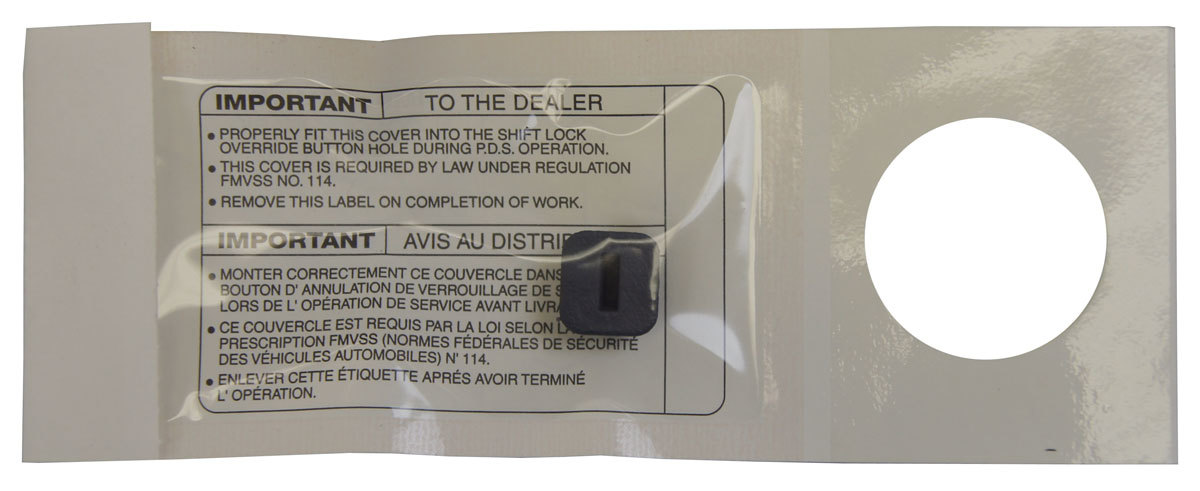 IMPORTANT TO THE DEALER
• PROPERLY FIT THIS COVER INTO THE SHIFT LOCK
OVERRIDE BUTTON HOLE DURING P.D.S. OPERATION.
• THIS COVER IS REQUIRED BY LAW UNDER REGULATION
FMVSS NO. 114.
• REMOVE THIS LABEL ON COMPLETION OF WORK.
IMPORTANT AVIS AU
• MONTER CORRECTEMENT CE COUVERCLE DANS
BOUTON D' ANNULATION DE VERROUILLAGE DE
LORS DE L' OPÉRATION DE SERVICE AVANT
• CE COUVERCLE EST REQUIS PAR LA LOI SELON
PRESCRIPTION FMVSS (NORMES FÉDÉRALES DE SÉCURITÉ
DES VÉHICULES AUTOMOBILES) N' 114.
• ENLEVER CETTE ÉTIQUETTE APRÉS AVOIR TERMINÉ
L' OPÉRATION.